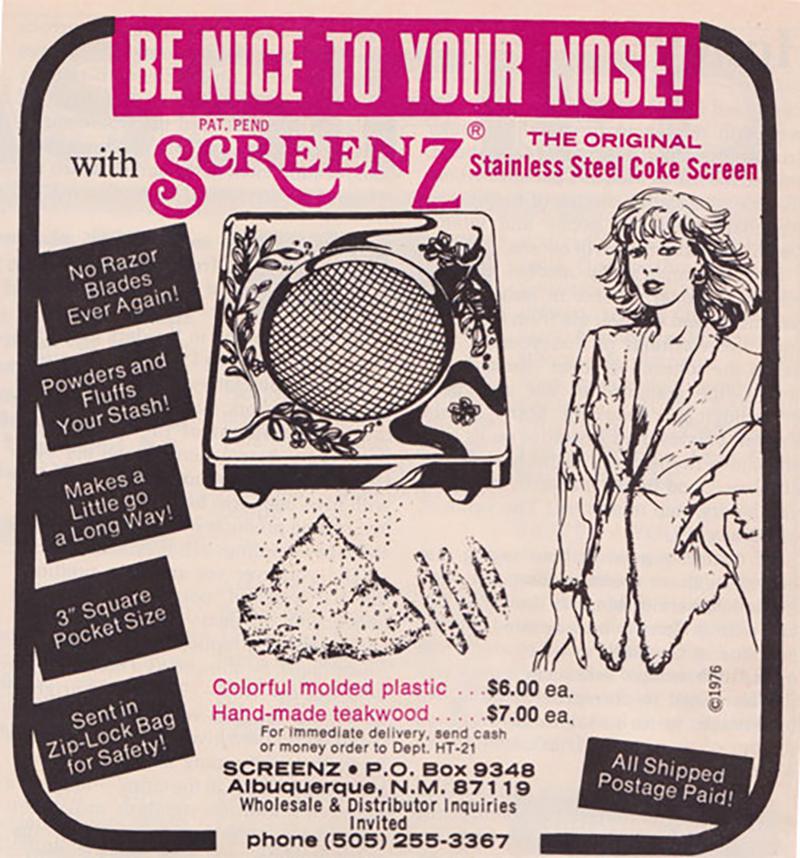 BE NICE TO YOUR NOSE!
PAT. PEND
with SCREENZ®
THE ORIGINAL
Stainless Steel Coke Screen
No Razor
Blades
Ever Again!
Powders and
Fluffs
Your Stash!
Makes a
Little go
a Long Way!
3" Square
Pocket Size
Sent in
Zip-Lock Bag
for Safety!
©1976
Colorful molded plastic ...$6.00 ea.
Hand-made teakwood.....$7.00 ea.
For immediate delivery, send cash
or money order to Dept. HT-21
SCREENZ • P.O. Box 9348
Albuquerque, N.M. 87119
Wholesale & Distributor Inquiries
Invited
phone (505) 255-3367
All Shipped
Postage Paid!